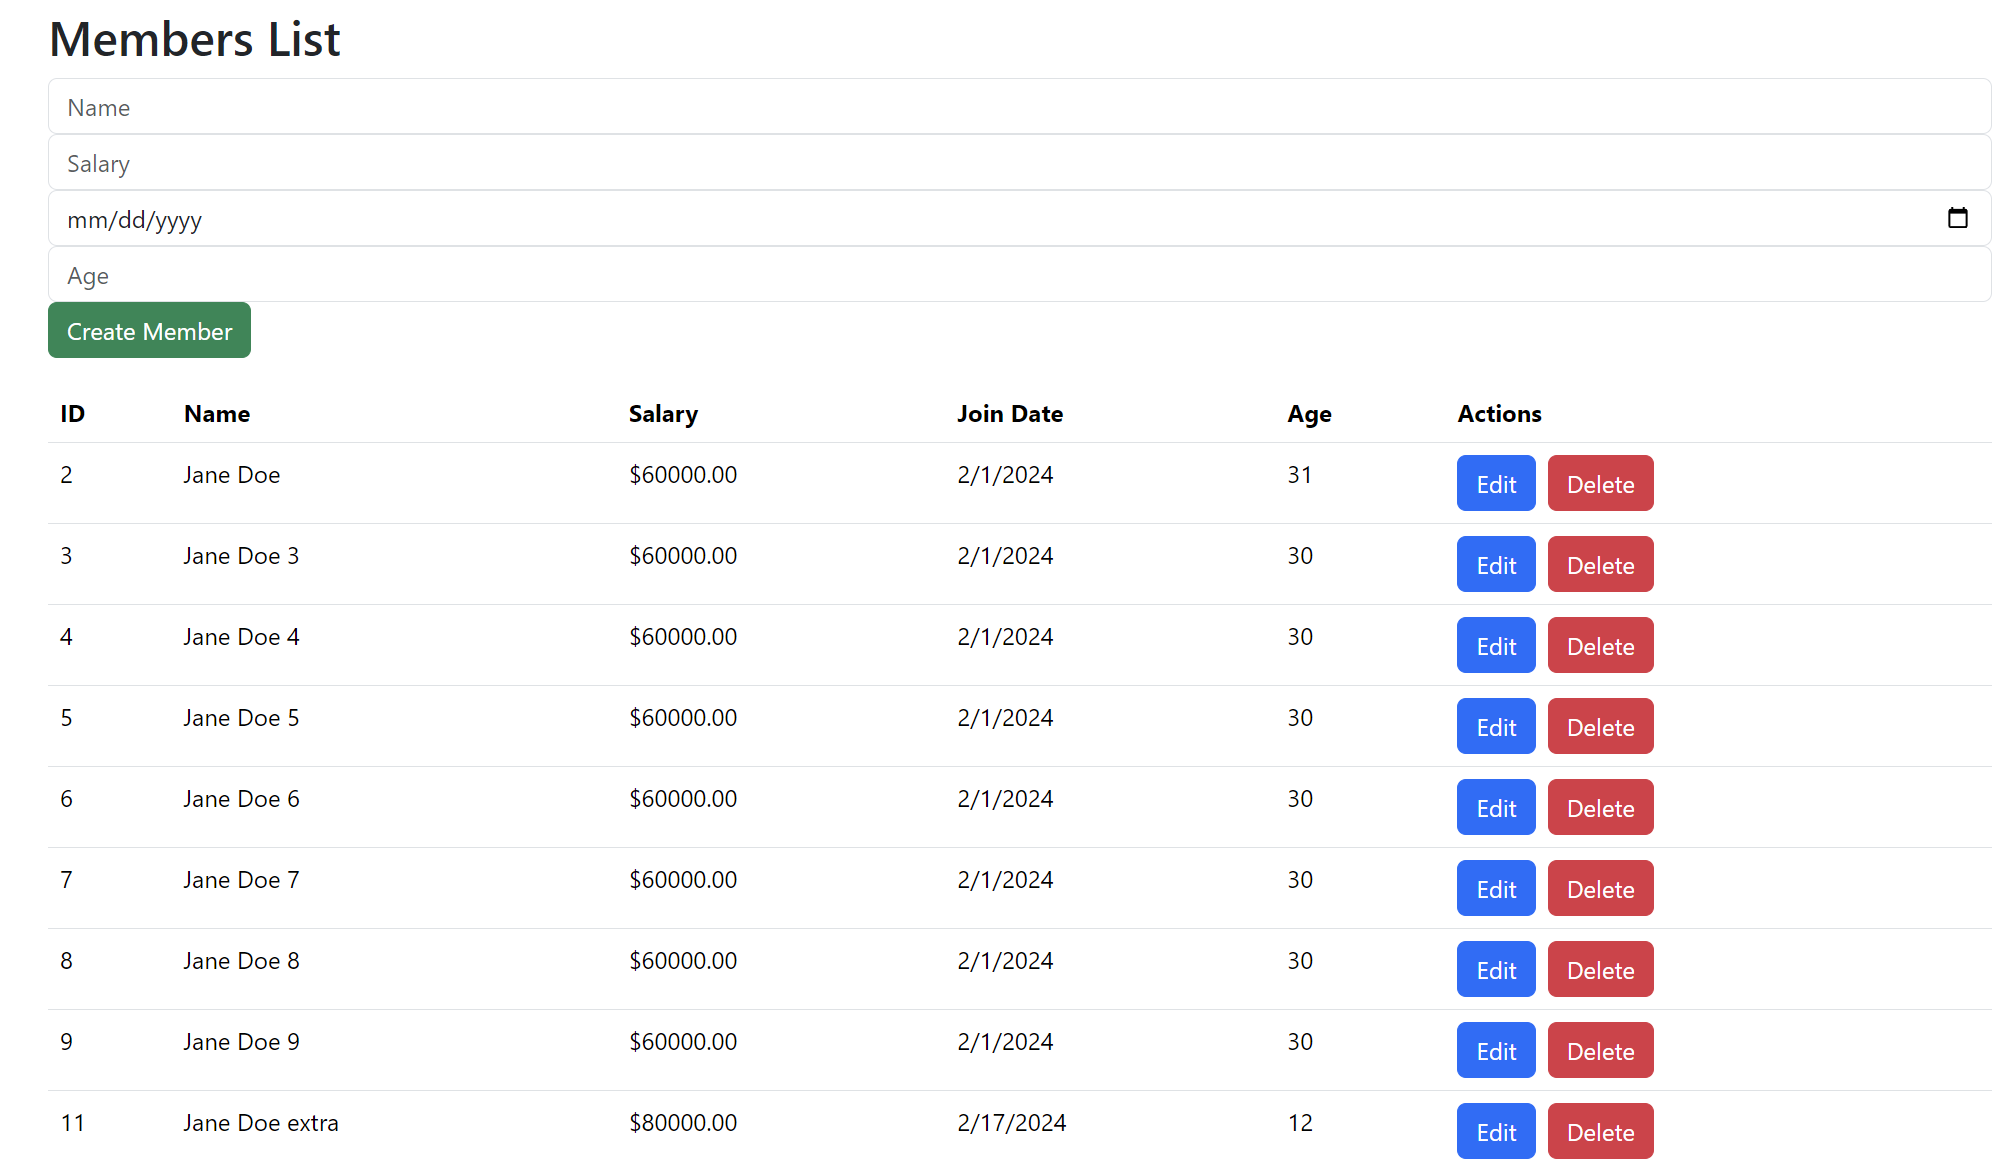 Members List
Name
Salary
mm/dd/yyyy
Age
Create Member
ID Name Salary Join Date Age Actions
2 Jane Doe $60000.00 2/1/2024 31 Edit Delete
3 Jane Doe 3 $60000.00 2/1/2024 30 Edit Delete
4 Jane Doe 4 $60000.00 2/1/2024 30 Edit Delete
5 Jane Doe 5 $60000.00 2/1/2024 30 Edit Delete
6 Jane Doe 6 $60000.00 2/1/2024 30 Edit Delete
7 Jane Doe 7 $60000.00 2/1/2024 30 Edit Delete
8 Jane Doe 8 $60000.00 2/1/2024 30 Edit Delete
9 Jane Doe 9 $60000.00 2/1/2024 30 Edit Delete
11 Jane Doe extra $80000.00 2/17/2024 12 Edit Delete